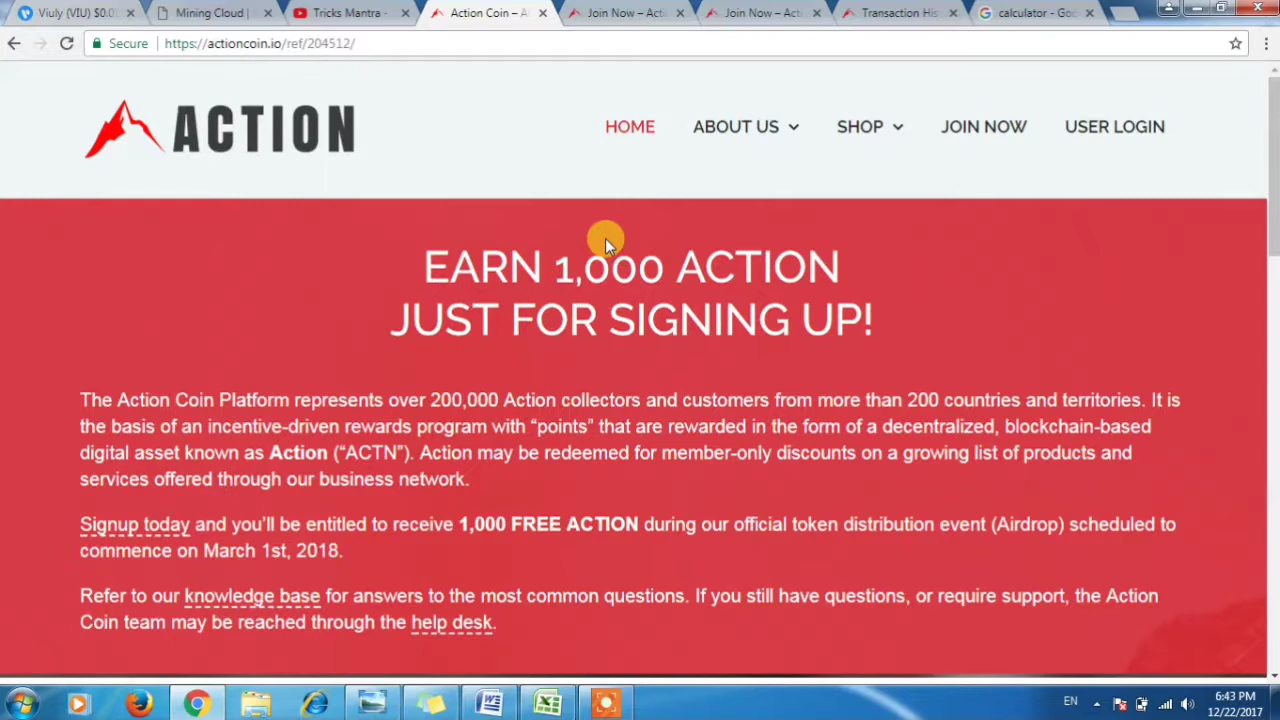 Viuly (VIU) $0.0
Mining Cloud |
Tricks Mantra -
Action Coin – A
Join Now – Acti
Join Now – Acti
Transaction His
calculator - Goo
Secure
https://actioncoin.io/ref/204512/
ACTION
HOME
ABOUT US
SHOP
JOIN NOW
USER LOGIN
EARN 1,000 ACTION
JUST FOR SIGNING UP!
The Action Coin Platform represents over 200,000 Action collectors and customers from more than 200 countries and territories. It is
the basis of an incentive-driven rewards program with “points” that are rewarded in the form of a decentralized, blockchain-based
digital asset known as Action (“ACTN”). Action may be redeemed for member-only discounts on a growing list of products and
services offered through our business network.
Signup today and you’ll be entitled to receive 1,000 FREE ACTION during our official token distribution event (Airdrop) scheduled to
commence on March 1st, 2018.
Refer to our knowledge base for answers to the most common questions. If you still have questions, or require support, the Action
Coin team may be reached through the help desk.
EN
6:43 PM
12/22/2017